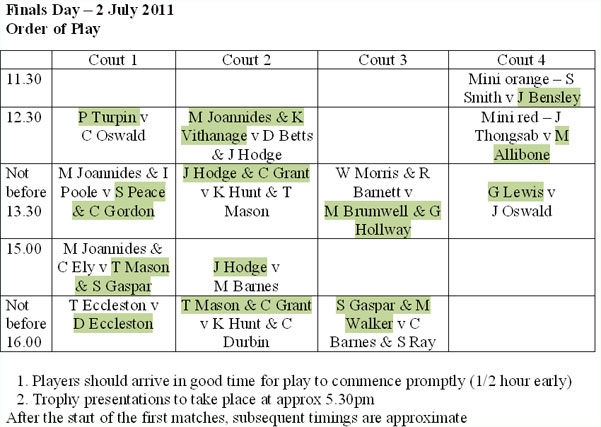 Finals Day – 2 July 2011
Order of Play
Court 1 Court 2 Court 3 Court 4
11.30
Mini orange – S
Smith v J Bensley
12.30
P Turpin v
C Oswald
M Joannides & K
Vithanage v D Betts
& J Hodge
Mini red – J
Thongsab v M
Allibone
Not
before
13.30
M Joannides & I
Poole v S Peace
& C Gordon
J Hodge & C Grant
v K Hunt & T
Mason
W Morris & R
Barnett v
M Brumwell & G
Hollway
G Lewis v
J Oswald
15.00
M Joannides &
C Ely v T Mason
& S Gaspar
J Hodge v
M Barnes
Not
before
16.00
T Eccleston v
D Eccleston
T Mason & C Grant
v K Hunt & C
Durbin
S Gaspar & M
Walker v C
Barnes & S Ray
1. Players should arrive in good time for play to commence promptly (1/2 hour early)
2. Trophy presentations to take place at approx 5.30pm
After the start of the first matches, subsequent timings are approximate